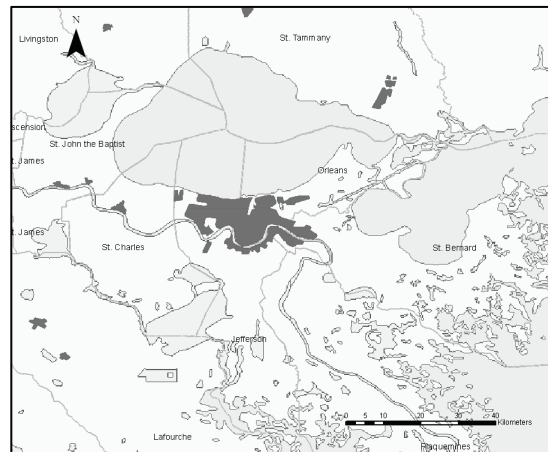 N
Livingston
St. Tammany
scension
St. John the Baptist
t. James
Orleans
t. James
St. Charles
St. Bernard
Jefferson
0 5 10 20 30 40
Kilometers
Lafourche
Plaquemines